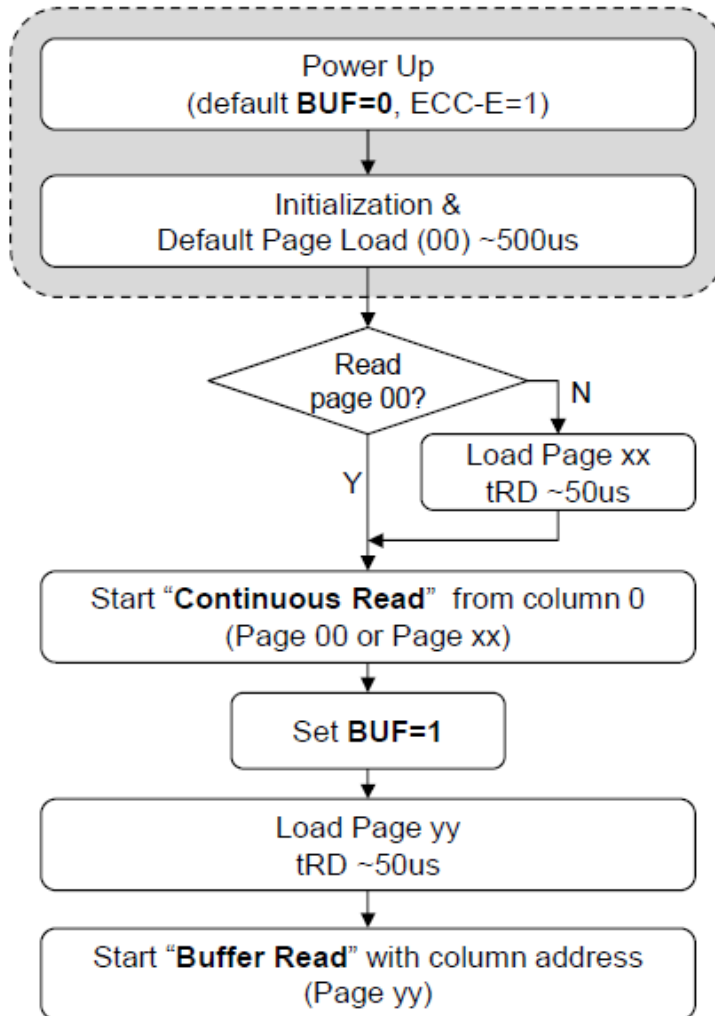 Power Up
(default BUF=0, ECC-E=1)
Initialization &
Default Page Load (00) ~500us
Read
page 00?
N
Load Page xx
tRD ~50us
Y
Start “Continuous Read” from column 0
(Page 00 or Page xx)
Set BUF=1
Load Page yy
tRD ~50us
Start “Buffer Read” with column address
(Page yy)